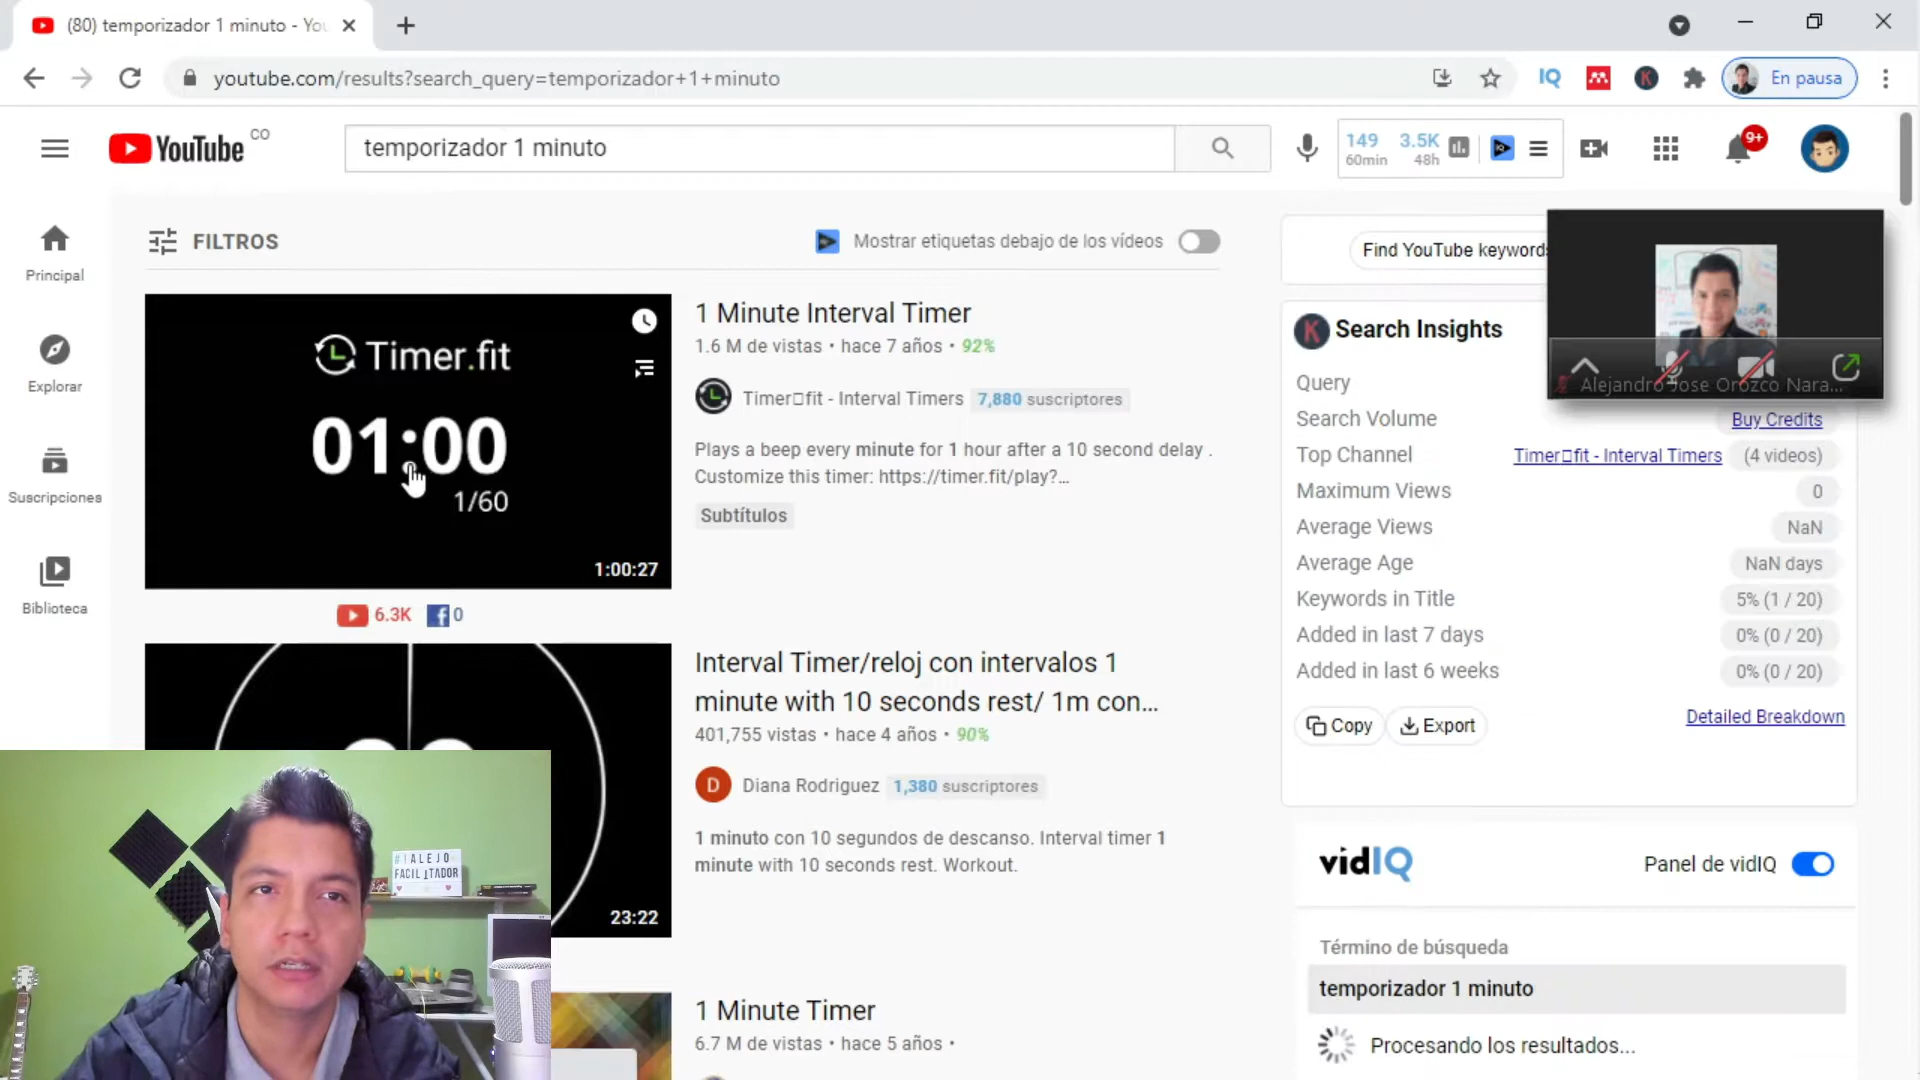 (80) temporizador 1 minuto - You
youtube.com/results?search_query=temporizador+1+minuto
IQ
K
En pausa
YouTube CO
temporizador 1 minuto
149 3.5K
60min 48h
9+
Principal
Explorar
Suscripciones
Biblioteca
FILTROS
Mostrar etiquetas debajo de los vídeos
Timer.fit
01:00
1/60
1:00:27
6.3K
0
1 Minute Interval Timer
1.6 M de vistas • hace 7 años • 92%
Timer▯fit - Interval Timers 7,880 suscriptores
Plays a beep every minute for 1 hour after a 10 second delay .
Customize this timer: https://timer.fit/play?...
Subtítulos
23:22
Interval Timer/reloj con intervalos 1
minute with 10 seconds rest/ 1m con...
401,755 vistas • hace 4 años • 90%
D
Diana Rodriguez 1,380 suscriptores
1 minuto con 10 segundos de descanso. Interval timer 1
minute with 10 seconds rest. Workout.
1 Minute Timer
6.7 M de vistas • hace 5 años •
Find YouTube keywords
K Search Insights
Query
Search Volume Buy Credits
Top Channel Timer▯fit - Interval Timers (4 videos)
Maximum Views 0
Average Views NaN
Average Age NaN days
Keywords in Title 5% (1 / 20)
Added in last 7 days 0% (0 / 20)
Added in last 6 weeks 0% (0 / 20)
Copy Export Detailed Breakdown
Alejandro Jose Orozco Nara...
vidIQ Panel de vidIQ
Término de búsqueda
temporizador 1 minuto
Procesando los resultados...
ALEJO
FACILITADOR